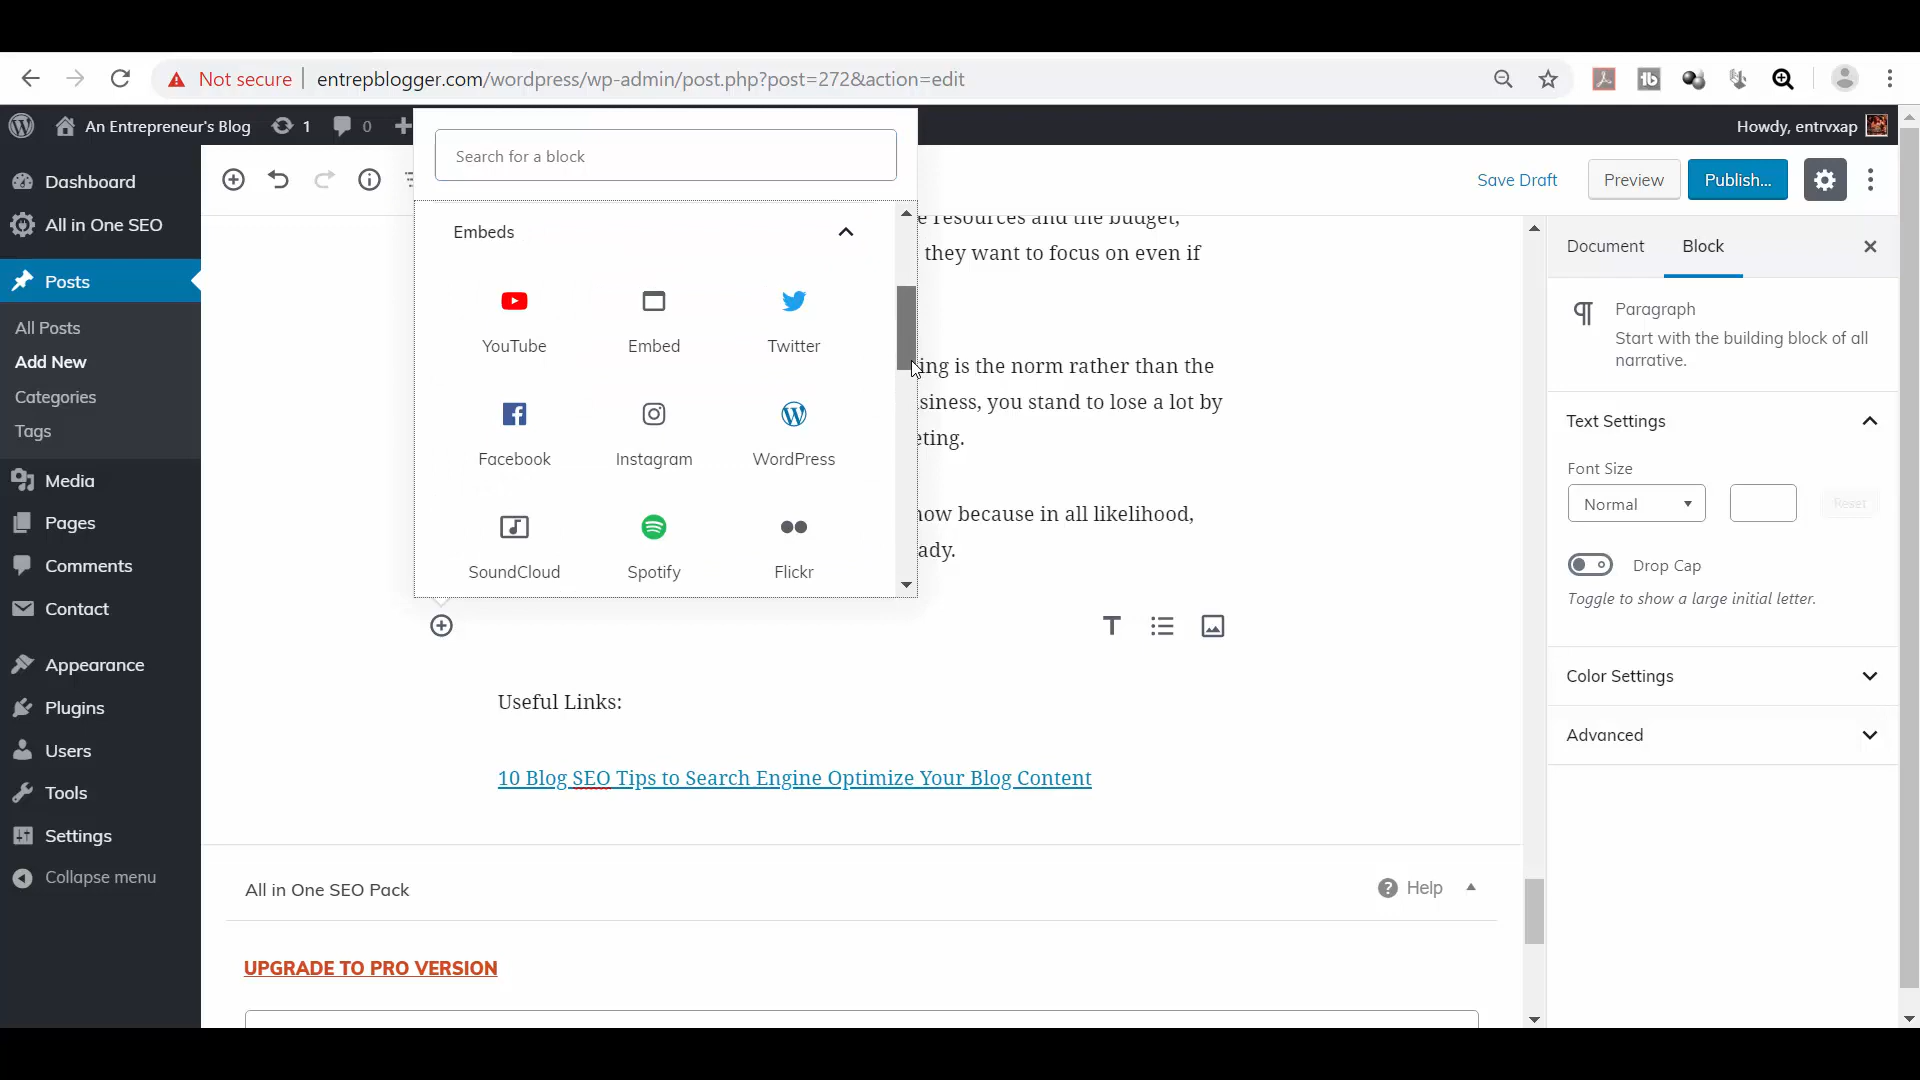 Not secure
entrepblogger.com/wordpress/wp-admin/post.php?post=272&action=edit
An Entrepreneur's Blog
1
0
Howdy, entrvxap
Dashboard
All in One SEO
Posts
All Posts
Add New
Categories
Tags
Media
Pages
Comments
Contact
Appearance
Plugins
Users
Tools
Settings
Collapse menu
Search for a block
Embeds
YouTube
Embed
Twitter
Facebook
Instagram
WordPress
SoundCloud
Spotify
Flickr
Save Draft
Preview
Publish...
resources and the budget,
they want to focus on even if
ing is the norm rather than the
siness, you stand to lose a lot by
eting.
now because in all likelihood,
ady.
Useful Links:
10 Blog SEO Tips to Search Engine Optimize Your Blog Content
All in One SEO Pack
Help
UPGRADE TO PRO VERSION
Document
Block
Paragraph
Start with the building block of all
narrative.
Text Settings
Font Size
Normal
Reset
Drop Cap
Toggle to show a large initial letter.
Color Settings
Advanced